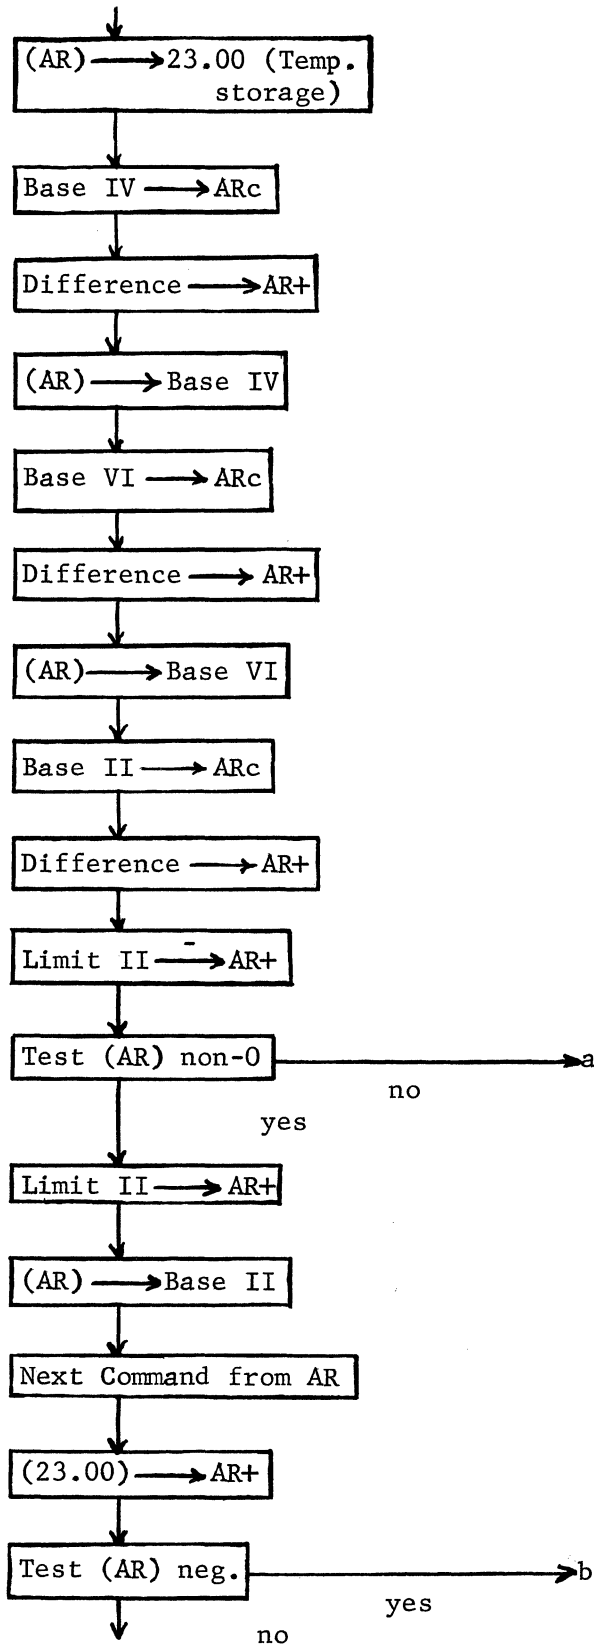 (AR) → 23.00 (Temp.
storage)
Base IV → ARc
Difference → AR+
(AR) → Base IV
Base VI → ARc
Difference → AR+
(AR) → Base VI
Base II → ARc
Difference → AR+
Limit II -→ AR+
Test (AR) non-0 → a
no
yes
Limit II → AR+
(AR) → Base II
Next Command from AR
(23.00) → AR+
Test (AR) neg. → b
yes
no